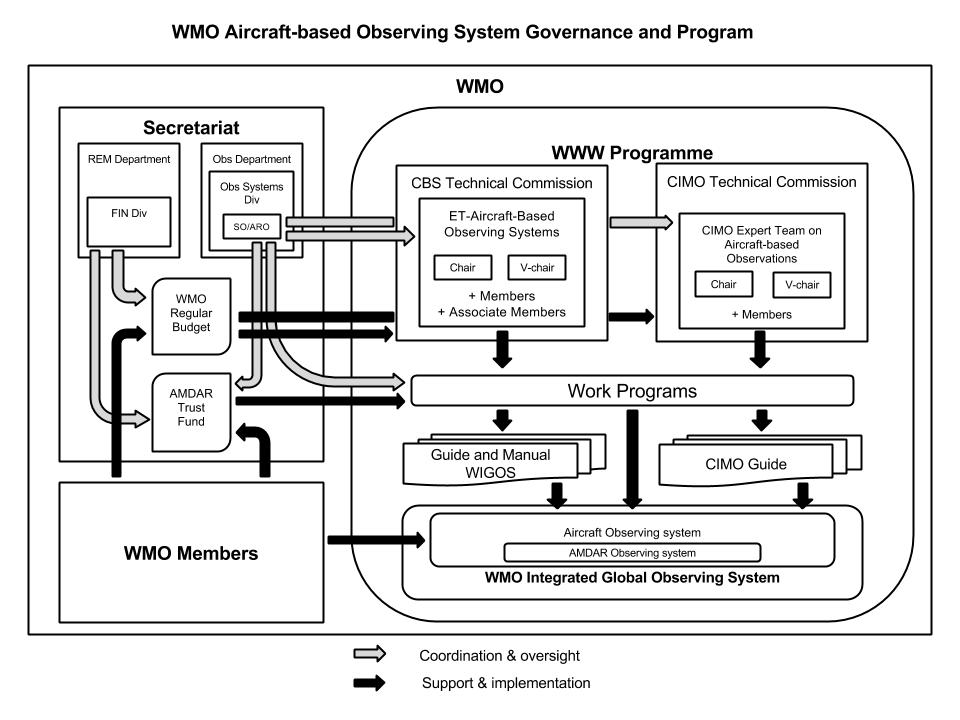 WMO Aircraft-based Observing System Governance and Program
WMO
Secretariat
REM Department
FIN Div
Obs Department
Obs Systems
Div
SO/ARO
WMO
Regular
Budget
AMDAR
Trust
Fund
WMO Members
WWW Programme
CBS Technical Commission
ET-Aircraft-Based
Observing Systems
Chair
V-chair
+ Members
+ Associate Members
CIMO Technical Commission
CIMO Expert Team on
Aircraft-based
Observations
Chair
V-chair
+ Members
Work Programs
Guide and Manual
WIGOS
CIMO Guide
Aircraft Observing system
AMDAR Observing system
WMO Integrated Global Observing System
Coordination & oversight
Support & implementation